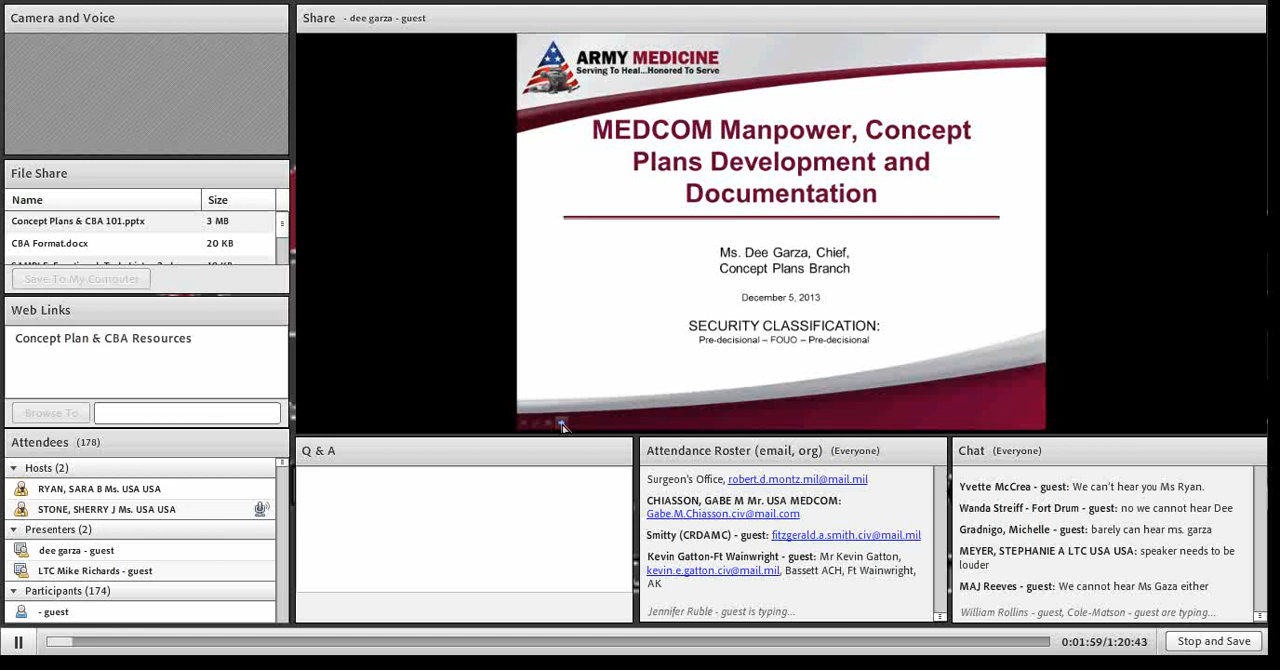 Camera and Voice
Share - dee garza - guest
ARMY MEDICINE
Serving To Heal...Honored To Serve
MEDCOM Manpower, Concept
Plans Development and
Documentation
Ms. Dee Garza, Chief,
Concept Plans Branch
December 5, 2013
SECURITY CLASSIFICATION:
Pre-decisional – FOUO – Pre-decisional
File Share
Name Size
Concept Plans & CBA 101.pptx 3 MB
CBA Format.docx 20 KB
Save To My Computer
Web Links
Concept Plan & CBA Resources
Browse To
Attendees (178)
Hosts (2)
RYAN, SARA B Ms. USA USA
STONE, SHERRY J Ms. USA USA
Presenters (2)
dee garza - guest
LTC Mike Richards - guest
Participants (174)
- guest
Q & A
Attendance Roster (email, org) (Everyone)
Surgeon's Office, robert.d.montz.mil@mail.mil
CHIASSON, GABE M Mr. USA MEDCOM:
Gabe.M.Chiasson.civ@mail.com
Smitty (CRDAMC) - guest: fitzgerald.a.smith.civ@mail.mil
Kevin Gatton-Ft Wainwright - guest: Mr Kevin Gatton,
kevin.e.gatton.civ@mail.mil, Bassett ACH, Ft Wainwright,
AK
Jennifer Ruble - guest is typing...
Chat (Everyone)
Yvette McCrea - guest: We can't hear you Ms Ryan.
Wanda Streiff - Fort Drum - guest: no we cannot hear Dee
Gradnigo, Michelle - guest: barely can hear ms. garza
MEYER, STEPHANIE A LTC USA USA: speaker needs to be
louder
MAJ Reeves - guest: We cannot hear Ms Gaza either
William Rollins - guest, Cole-Matson - guest are typing...
0:01:59/1:20:43
Stop and Save